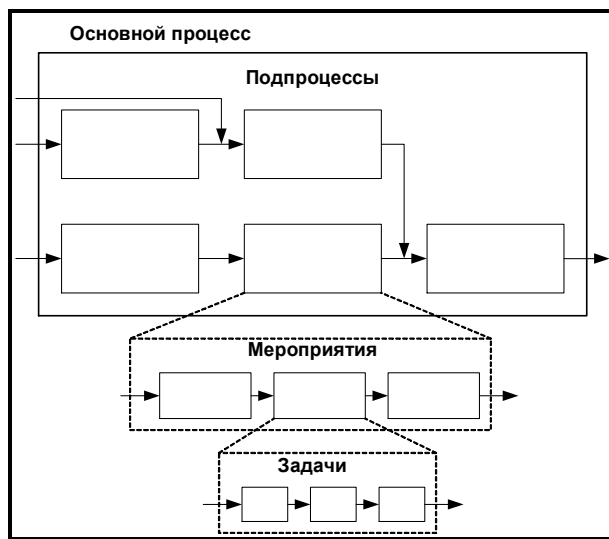 Основной процесс
Подпроцессы
Мероприятия
Задачи